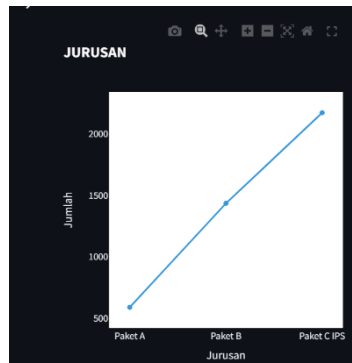 JURUSAN
2000
1500
1000
500
Jumlah
Paket A Paket B Paket C IPS
Jurusan